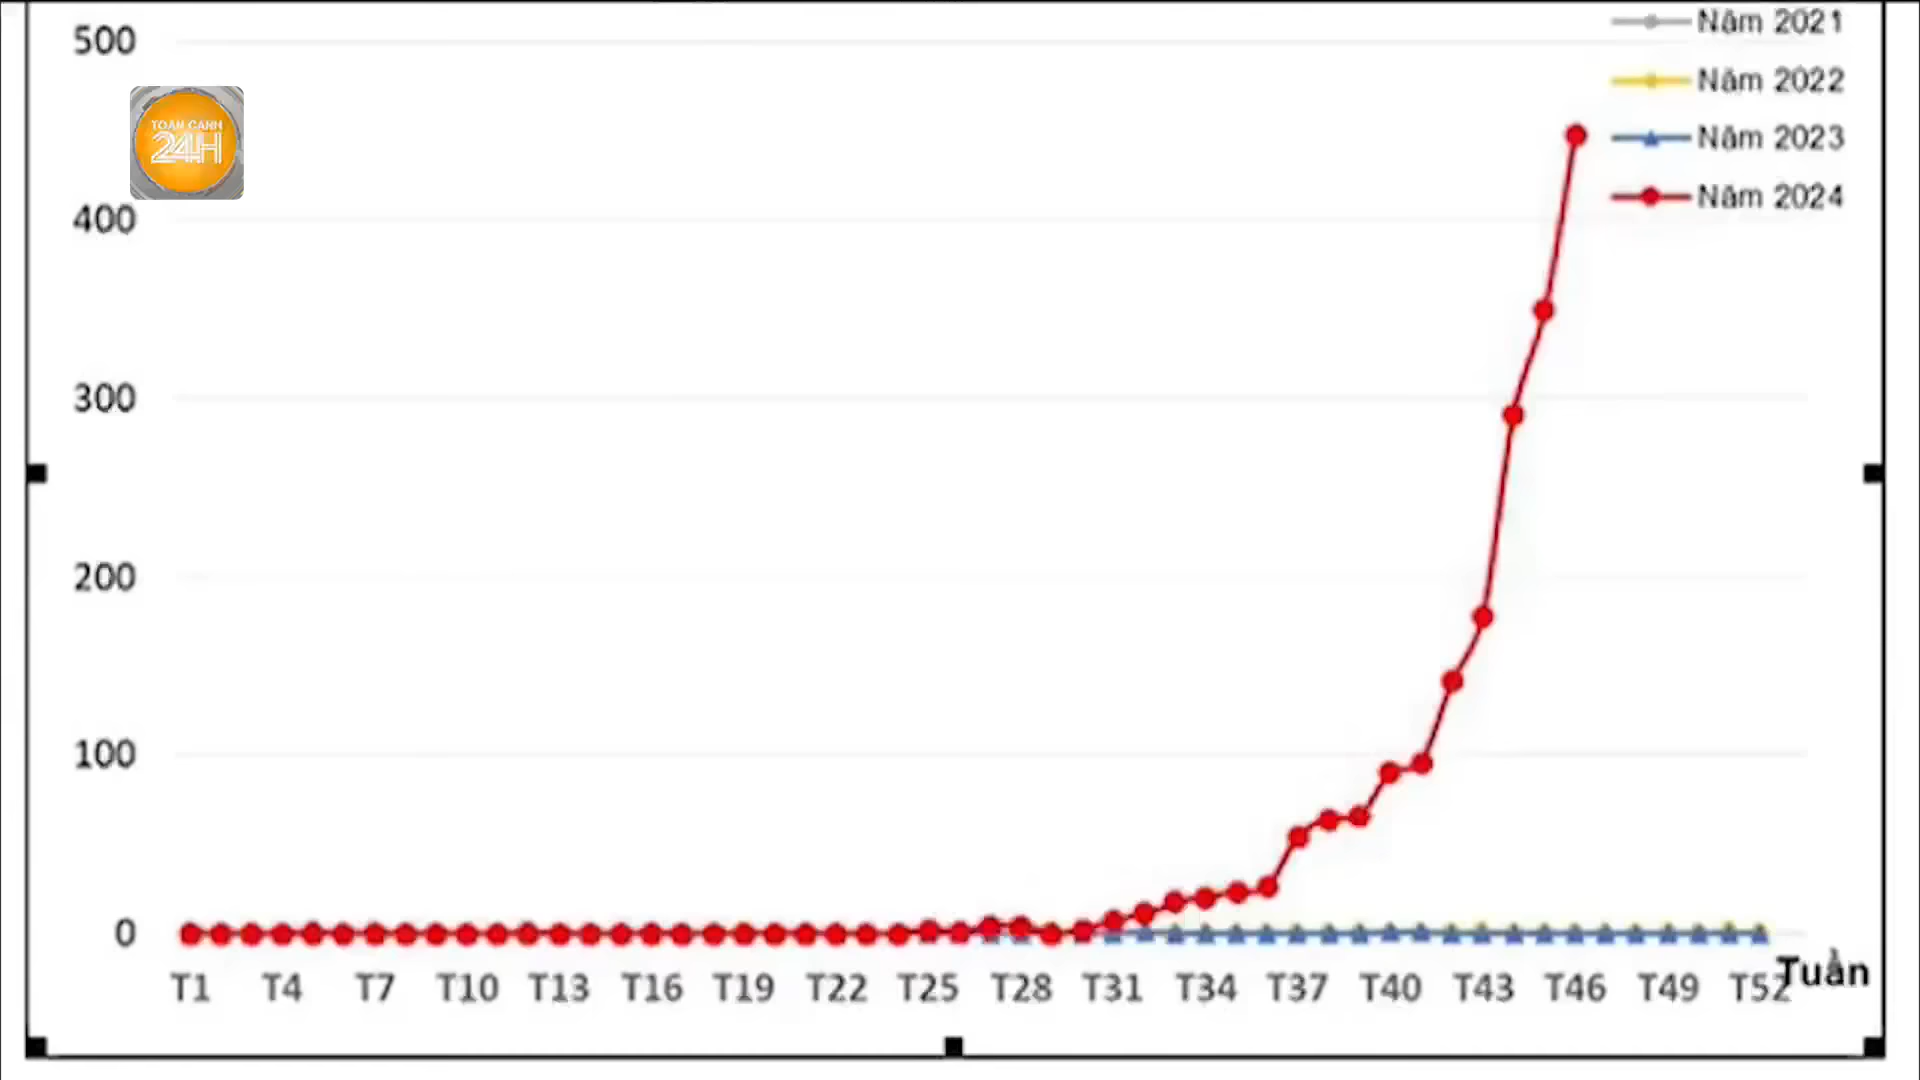 500
Năm 2021
Năm 2022
TOÀN CẢNH
24H
Năm 2023
Năm 2024
400
300
200
100
0
T1 T4 T7 T10 T13 T16 T19 T22 T25 T28 T31 T34 T37 T40 T43 T46 T49 T52
Tuần